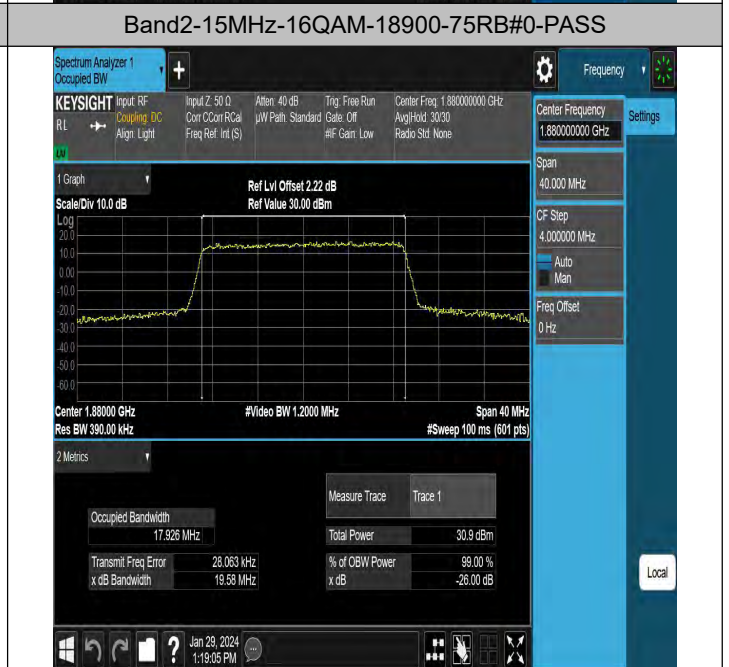 Band2-15MHz-16QAM-18900-75RB#0-PASS
Spectrum Analyzer 1
Occupied BW
+
Frequency
KEYSIGHT Input: RF Input Z: 50 Ω Atten: 40 dB Trig: Free Run Center Freq: 1.880000000 GHz
RL Coupling: DC Corr CCorr RCal µW Path: Standard Gate: Off Avg|Hold: 30/30
Align: Light Freq Ref: Int (S) #IF Gain: Low Radio Std: None
Center Frequency
1.880000000 GHz
Settings
Span
40.000 MHz
CF Step
4.000000 MHz
Auto
Man
Freq Offset
0 Hz
1 Graph
Ref Lvl Offset 2.22 dB
Scale/Div 10.0 dB Ref Value 30.00 dBm
Log
20.0
10.0
0.00
-10.0
-20.0
-30.0
-40.0
-50.0
-60.0
Center 1.88000 GHz #Video BW 1.2000 MHz Span 40 MHz
Res BW 390.00 kHz #Sweep 100 ms (601 pts)
2 Metrics
Measure Trace Trace 1
Occupied Bandwidth
17.926 MHz Total Power 30.9 dBm
Transmit Freq Error 28.063 kHz % of OBW Power 99.00 %
x dB Bandwidth 19.58 MHz x dB -26.00 dB
Local
? Jan 29, 2024
1:19:05 PM